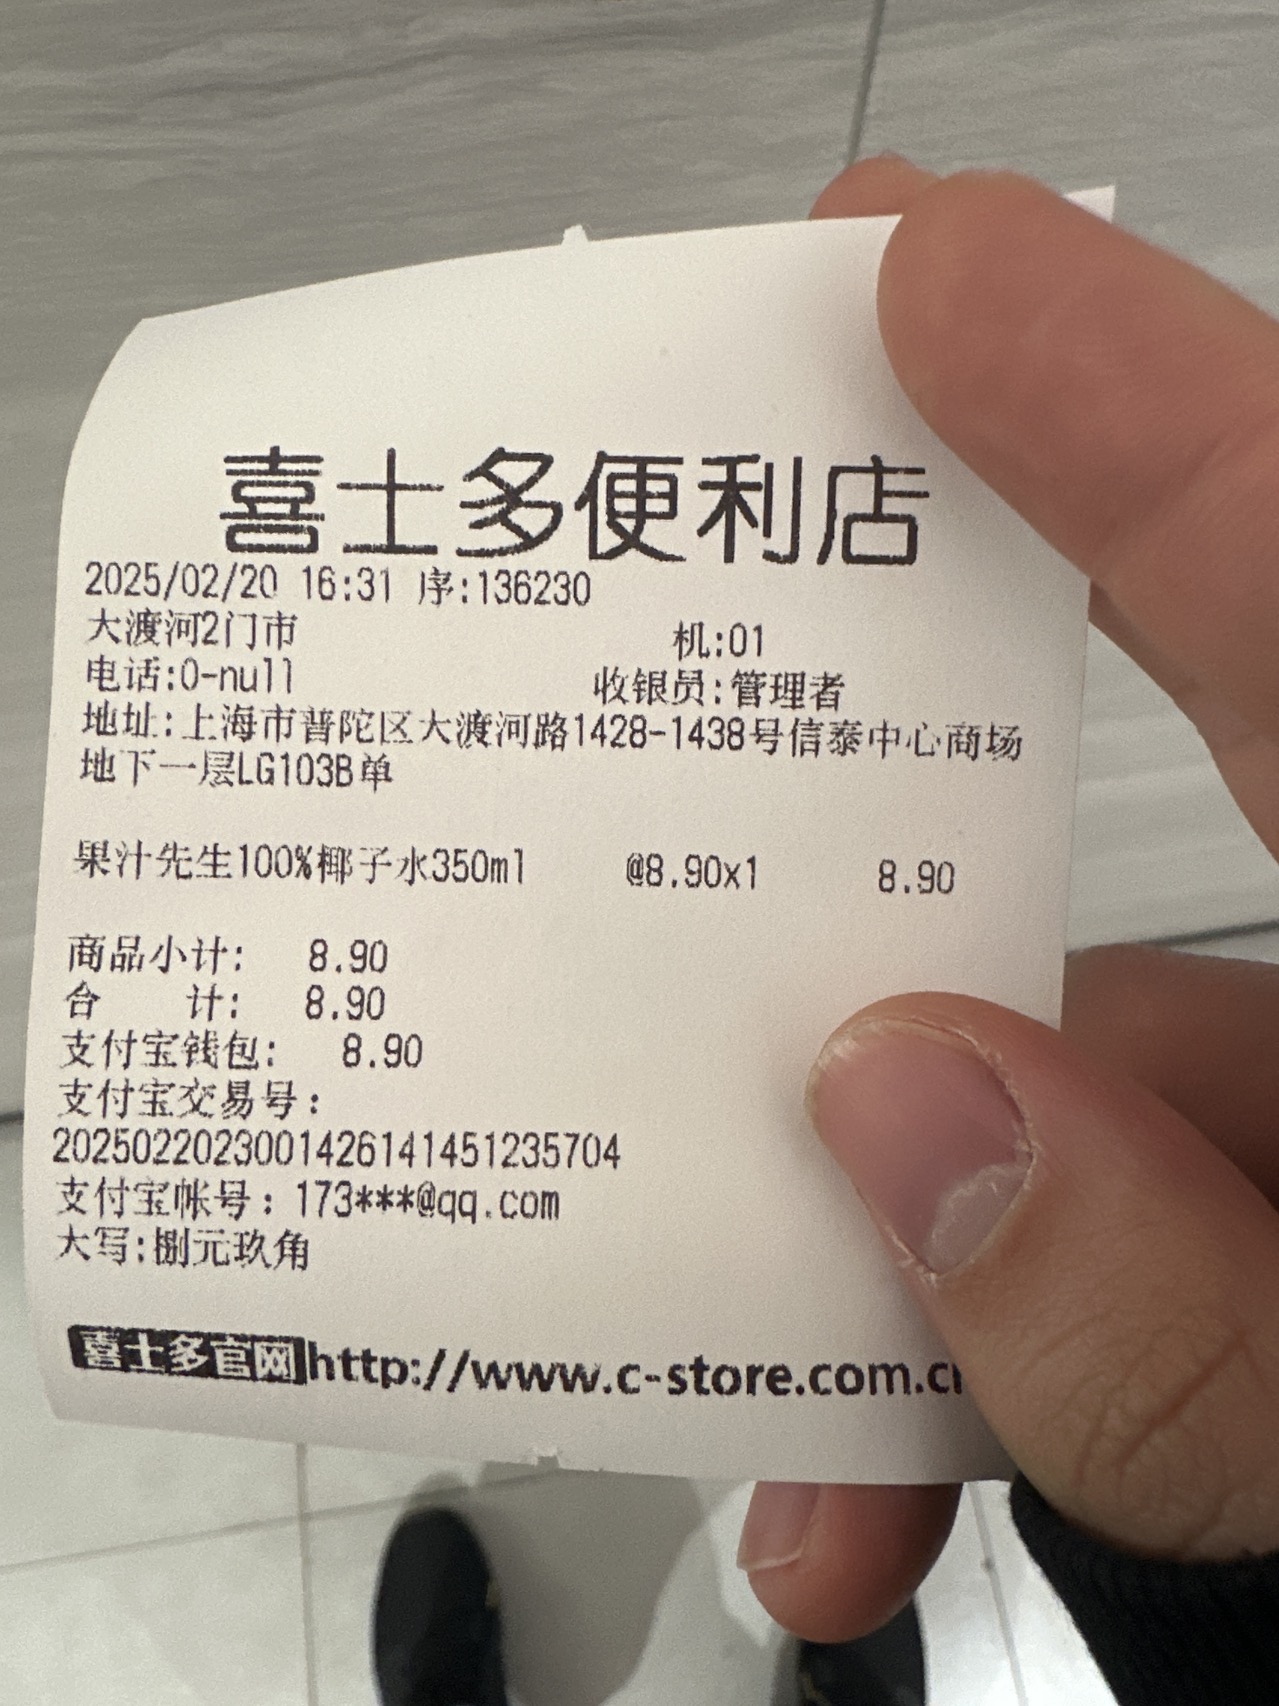 喜士多便利店
2025/02/20 16:31 序:136230
大渡河2门市 机:01
电话:0-null 收银员:管理者
地址:上海市普陀区大渡河路1428-1438号信泰中心商场
地下一层LG103B单
果汁先生100%椰子水350ml @8.90x1 8.90
商品小计: 8.90
合 计: 8.90
支付宝钱包: 8.90
支付宝交易号:
2025022023001426141451235704
支付宝帐号:173***@qq.com
大写:捌元玖角
喜士多官网http://www.c-store.com.cn